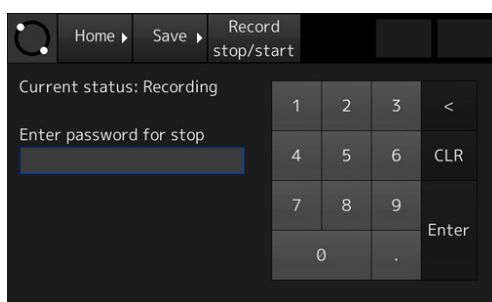 Home ▶ Save ▶ Record
stop/start
Current status: Recording
Enter password for stop
1 2 3 <
4 5 6 CLR
7 8 9
Enter
0 .